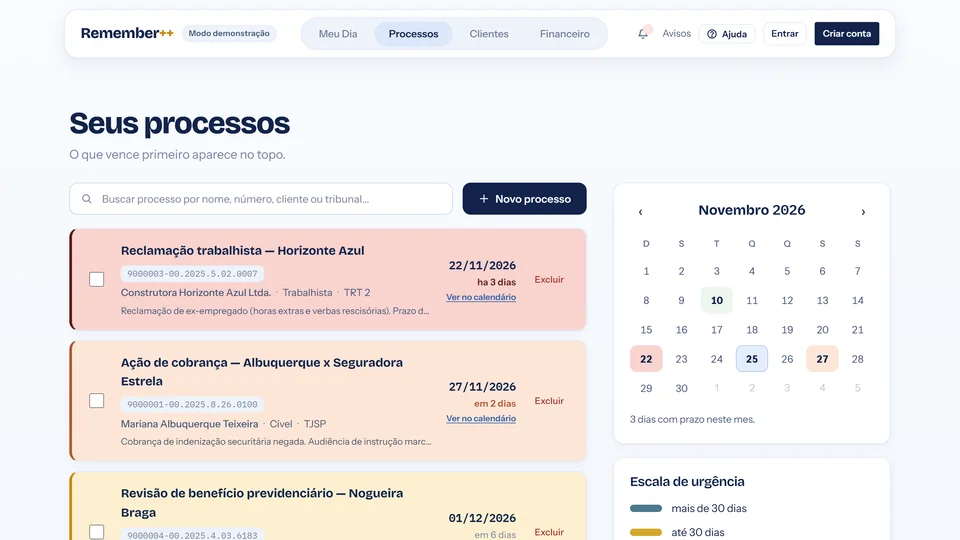 Remember++
Modo demonstração
Meu Dia
Processos
Clientes
Financeiro
Avisos
Ajuda
Entrar
Criar conta
Seus processos
O que vence primeiro aparece no topo.
Buscar processo por nome, número, cliente ou tribunal...
+ Novo processo
Reclamação trabalhista — Horizonte Azul
9000003-00.2025.5.02.0007
Construtora Horizonte Azul Ltda. · Trabalhista · TRT 2
Reclamação de ex-empregado (horas extras e verbas rescisórias). Prazo d...
22/11/2026
ha 3 dias
Ver no calendário
Excluir
Ação de cobrança — Albuquerque x Seguradora
Estrela
9000001-00.2025.8.26.0100
Mariana Albuquerque Teixeira · Cível · TJSP
Cobrança de indenização securitária negada. Audiência de instrução marc...
27/11/2026
em 2 dias
Ver no calendário
Excluir
Revisão de benefício previdenciário — Nogueira
Braga
9000004-00.2025.4.03.6183
01/12/2026
em 6 dias
Excluir
‹ Novembro 2026 ›
D S T Q Q S S
1 2 3 4 5 6 7
8 9 10 11 12 13 14
15 16 17 18 19 20 21
22 23 24 25 26 27 28
29 30 1 2 3 4 5
3 dias com prazo neste mes.
Escala de urgência
mais de 30 dias
até 30 dias